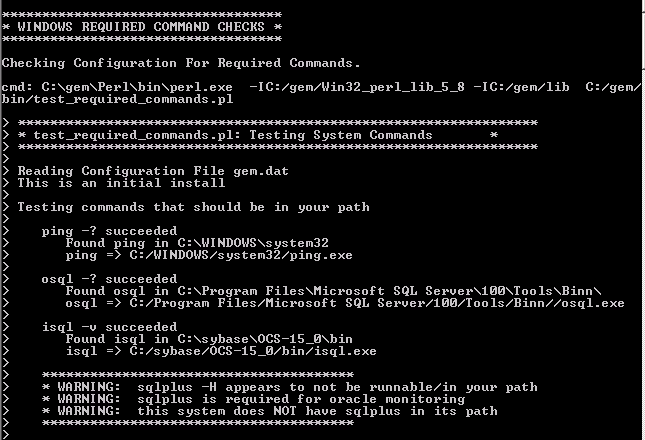 ***********************************
* WINDOWS REQUIRED COMMAND CHECKS *
***********************************
Checking Configuration For Required Commands.
cmd: C:\gem\Perl\bin\perl.exe  -IC:/gem/Win32_perl_lib_5_8 -IC:/gem/lib  C:/gem/
bin/test_required_commands.pl
> *****************************************************************
> * test_required_commands.pl: Testing System Commands       *
> *****************************************************************
>
> Reading Configuration File gem.dat
> This is an initial install
>
> Testing commands that should be in your path
>
>    ping -? succeeded
>       Found ping in C:\WINDOWS\system32
>       ping => C:/WINDOWS/system32/ping.exe
>
>    osql -? succeeded
>       Found osql in C:\Program Files\Microsoft SQL Server\100\Tools\Binn\
>       osql => C:/Program Files/Microsoft SQL Server/100/Tools/Binn//osql.exe
>
>    isql -v succeeded
>       Found isql in C:\sybase\OCS-15_0\bin
>       isql => C:/sybase/OCS-15_0/bin/isql.exe
>
>    ***************************************
>    * WARNING:  sqlplus -H appears to not be runnable/in your path
>    * WARNING:  sqlplus is required for oracle monitoring
>    * WARNING:  this system does NOT have sqlplus in its path
>    ***************************************
>